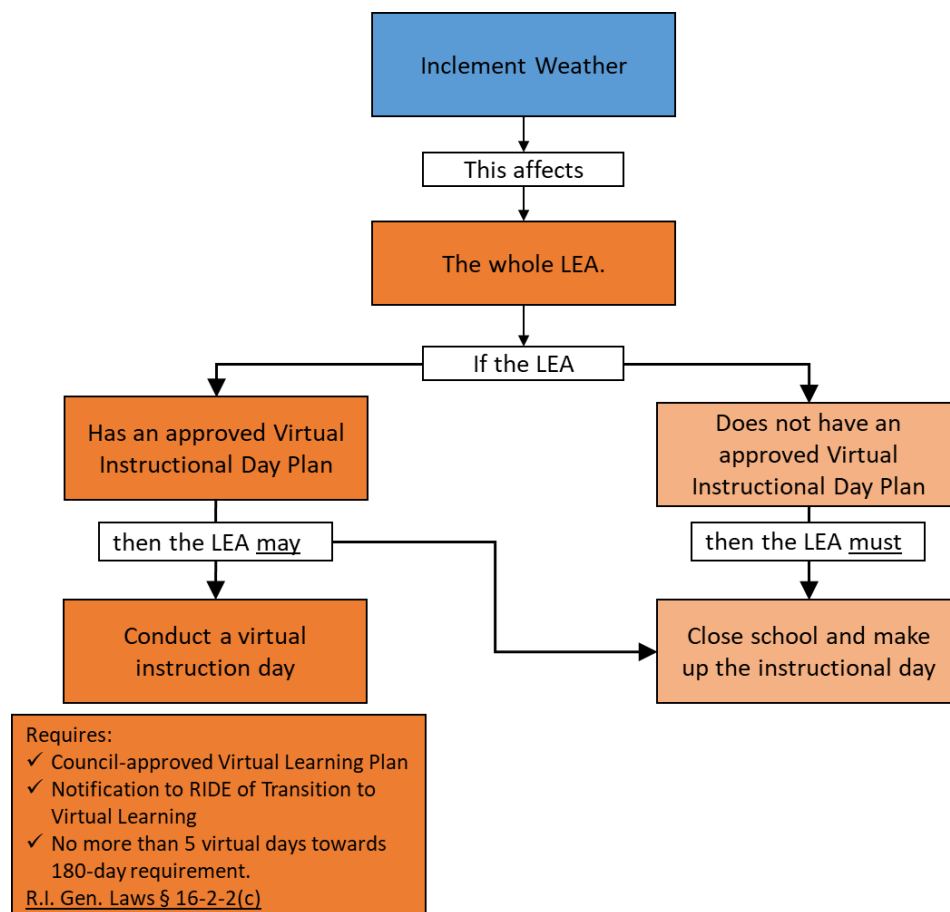 Inclement Weather
This affects
The whole LEA.
If the LEA
Has an approved Virtual
Instructional Day Plan
Does not have an
approved Virtual
Instructional Day Plan
then the LEA may
then the LEA must
Conduct a virtual
instruction day
Close school and make
up the instructional day
Requires:
✓ Council-approved Virtual Learning Plan
✓ Notification to RIDE of Transition to
Virtual Learning
✓ No more than 5 virtual days towards
180-day requirement.
R.I. Gen. Laws § 16-2-2(c)